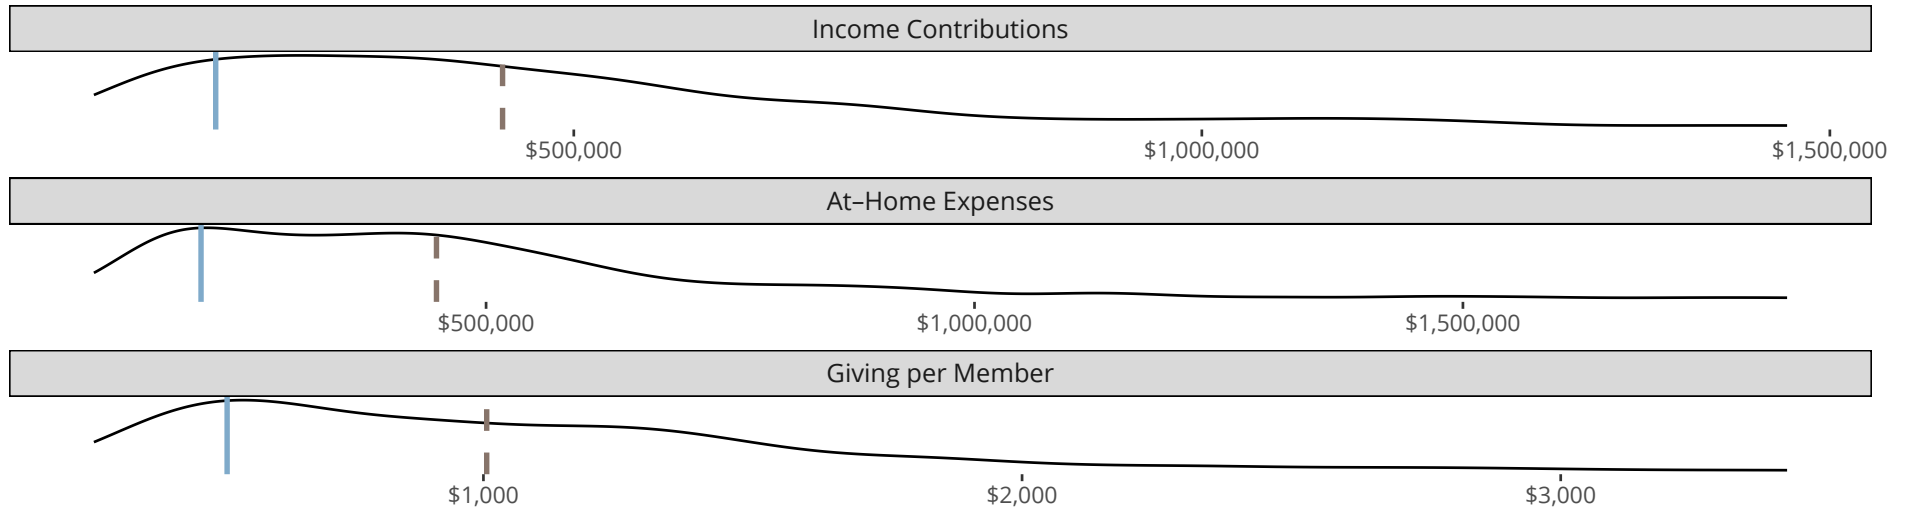 Income Contributions
$500,000 $1,000,000 $1,500,000
At–Home Expenses
$500,000 $1,000,000 $1,500,000
Giving per Member
$1,000 $2,000 $3,000